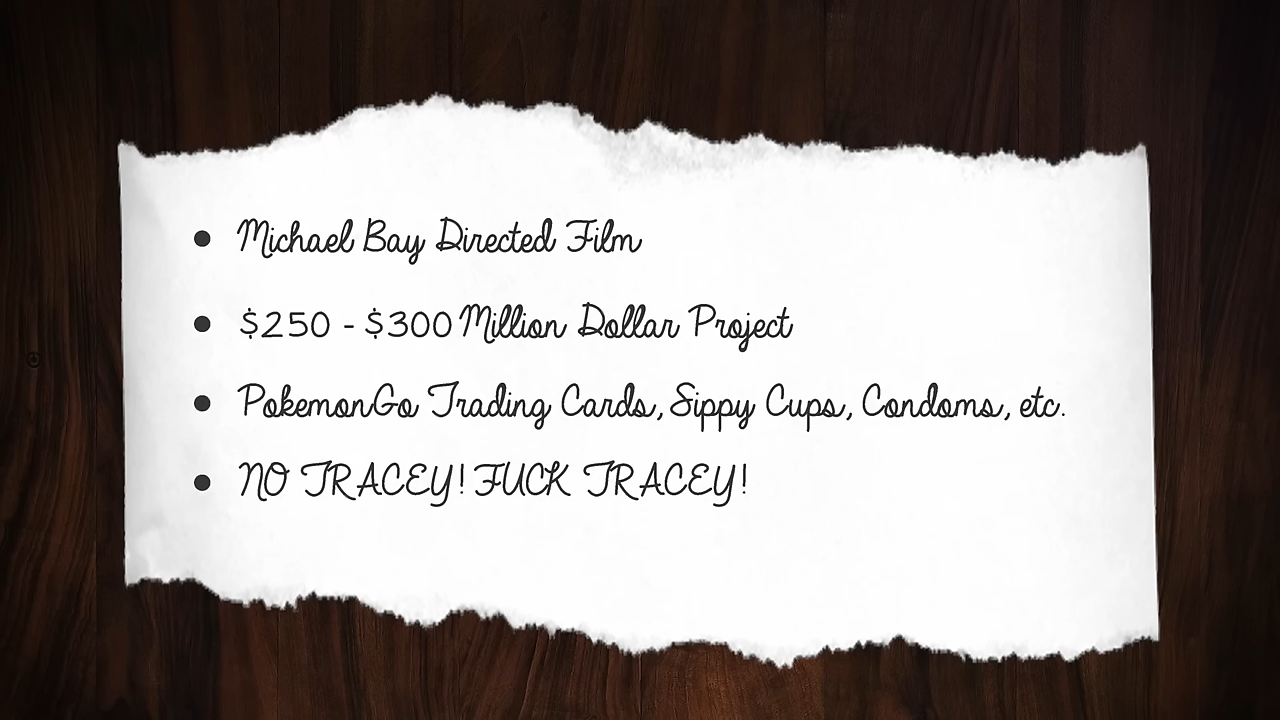 • Michael Bay Directed Film
• $250 - $300 Million Dollar Project
• PokemonGo Trading Cards, Sippy Cups, Condoms, etc.
• NO TRACEY! FUCK TRACEY!